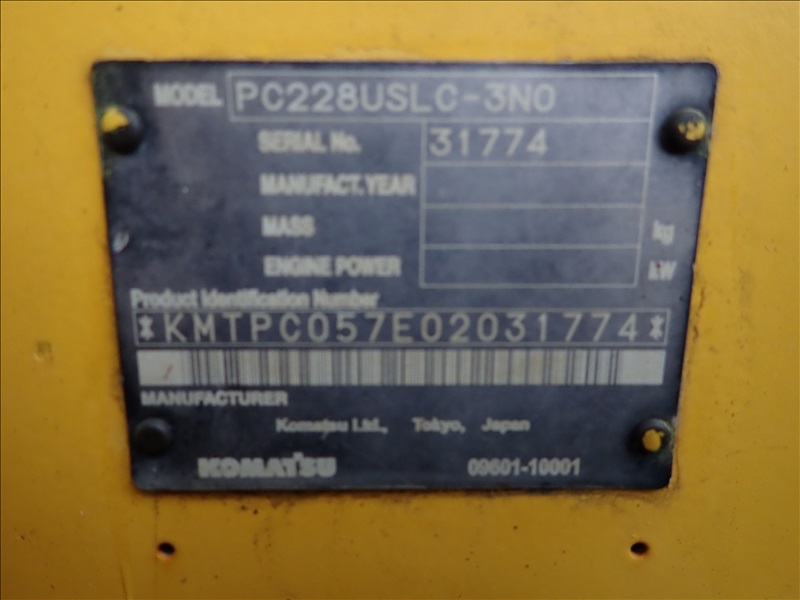 MODEL PC228USLC-3N0
SERIAL No. 31774
MANUFACT. YEAR
MASS kg
ENGINE POWER kW
Product Identification Number
*KMTPC057E02031774*
MANUFACTURER
Komatsu Ltd., Tokyo, Japan
KOMATSU 09601-10001